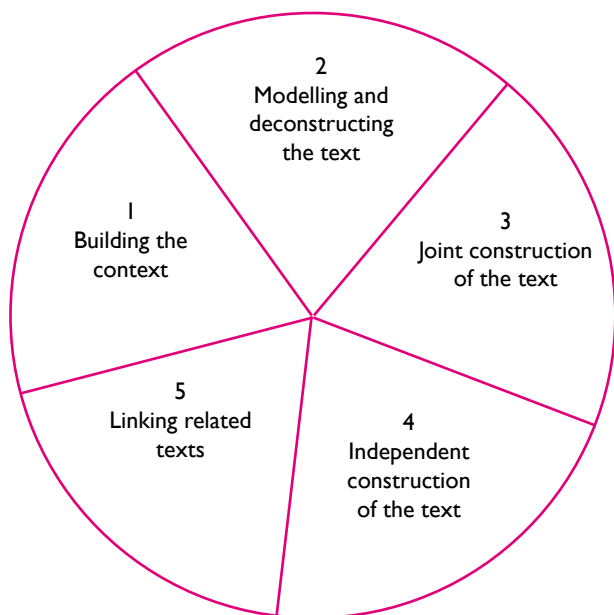 1
Building the
context
2
Modelling and
deconstructing
the text
3
Joint construction
of the text
4
Independent
construction
of the text
5
Linking related
texts